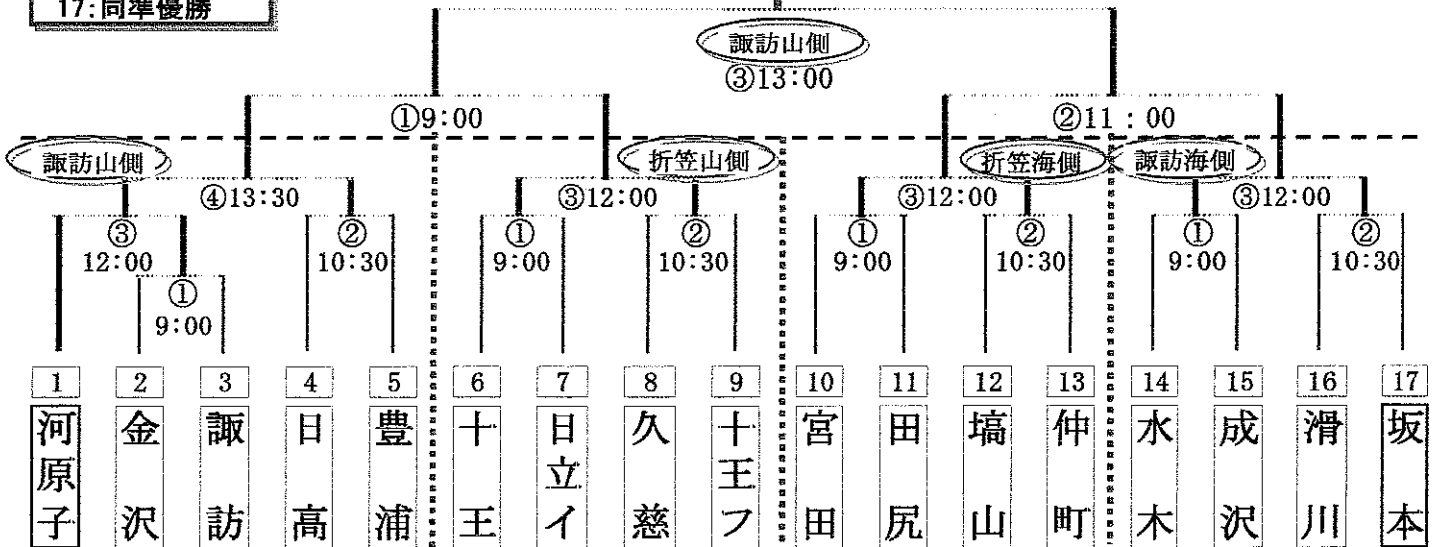 17:同準優勝
諏訪山側
③13:00
①9:00
②11:00
諏訪山側
折笠山側
折笠海側
諏訪海側
④13:30
③12:00
③12:00
③12:00
③
12:00
②
10:30
①
9:00
②
10:30
①
9:00
②
10:30
①
9:00
②
10:30
①
9:00
1 2 3 4 5 6 7 8 9 10 11 12 13 14 15 16 17
河原子
金沢
諏訪
日高
豊浦
十王
日立イ
久慈
十王フ
宮田
田尻
塙山
仲町
水木
成沢
滑川
坂本